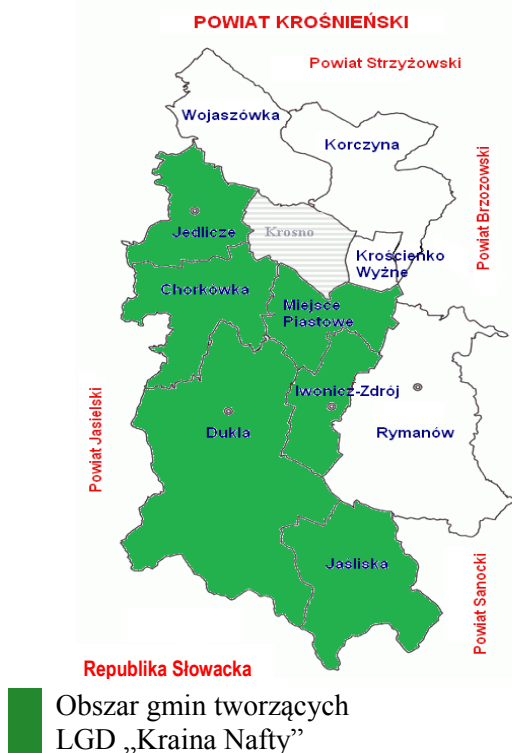 POWIAT KROŚNIEŃSKI
Powiat Strzyżowski
Wojaszówka
Korczyna
Powiat Brzozowski
Jedlicze
Krosno
Krościenko
Wyżne
Chorkówka
Miejsce
Piastowe
Iwonicz-Zdrój
Powiat Jasielski
Dukla
Rymanów
Jaśliska
Powiat Sanocki
Republika Słowacka
Obszar gmin tworzących
LGD „Kraina Nafty”